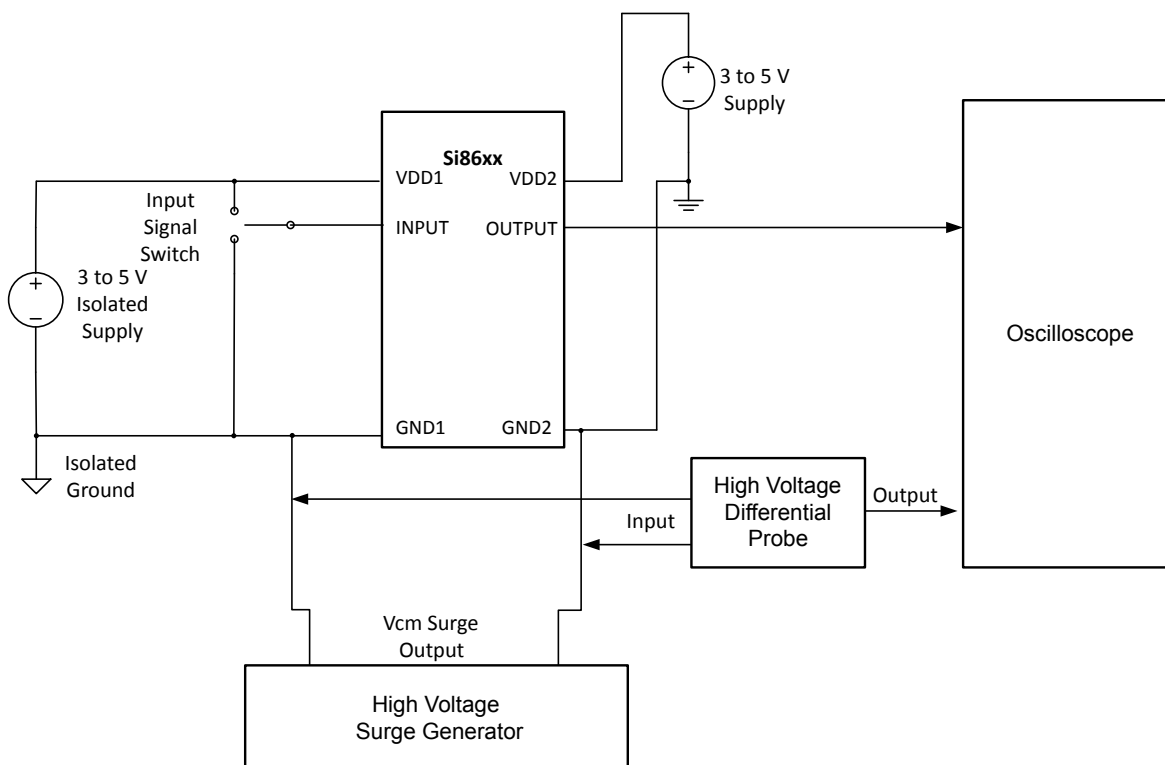 3 to 5 V
Supply
+
−
Si86xx
VDD1
VDD2
Input
Signal
Switch
INPUT
OUTPUT
3 to 5 V
Isolated
Supply
+
−
Oscilloscope
GND1
GND2
Isolated
Ground
High Voltage
Differential
Probe
Input
Output
Vcm Surge
Output
High Voltage
Surge Generator